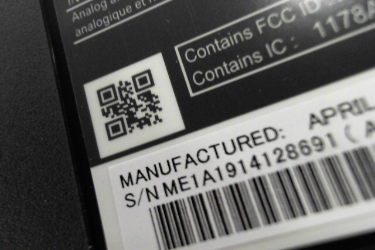 Analog a
analogique et n
Contains FCC ID :
Contains IC : 1178A
MANUFACTURED: APRIL
S/N ME1A1914128691 ( A